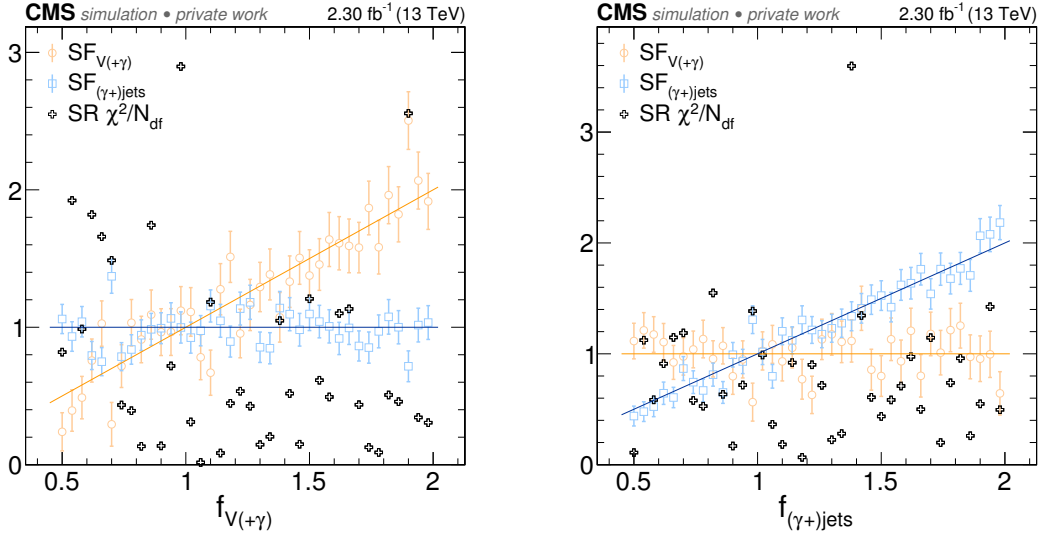 CMS simulation • private work 2.30 fb⁻¹ (13 TeV)
SF_V(+γ)
SF_(γ+)jets
SR χ²/N_df
3
2
1
0
0.5 1 1.5 2
f_V(+γ)
CMS simulation • private work 2.30 fb⁻¹ (13 TeV)
SF_V(+γ)
SF_(γ+)jets
SR χ²/N_df
3
2
1
0
0.5 1 1.5 2
f_(γ+)jets